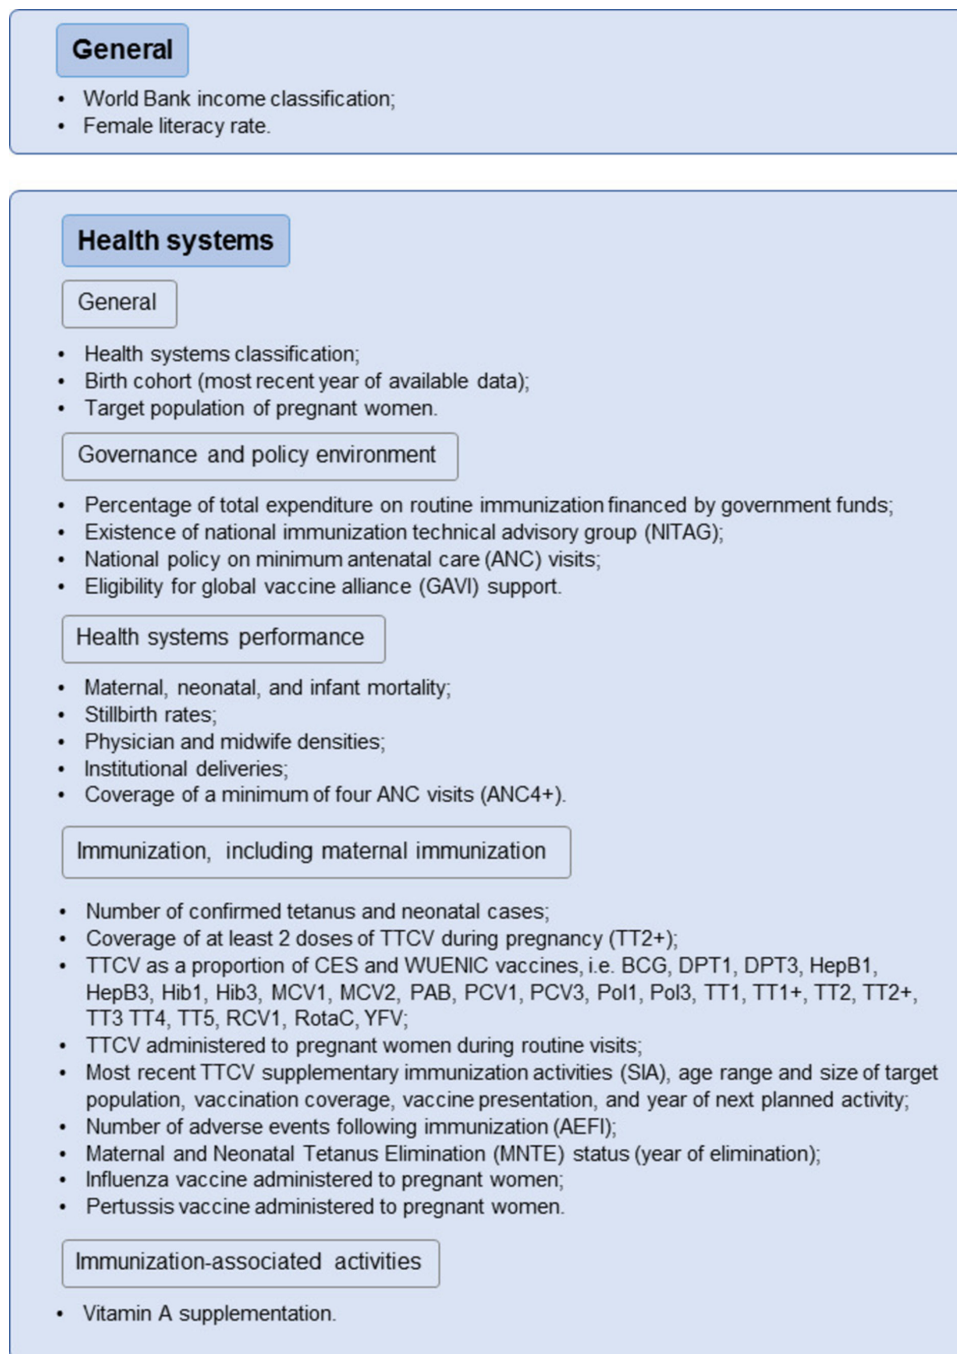 General
• World Bank income classification;
• Female literacy rate.
Health systems
General
• Health systems classification;
• Birth cohort (most recent year of available data);
• Target population of pregnant women.
Governance and policy environment
• Percentage of total expenditure on routine immunization financed by government funds;
• Existence of national immunization technical advisory group (NITAG);
• National policy on minimum antenatal care (ANC) visits;
• Eligibility for global vaccine alliance (GAVI) support.
Health systems performance
• Maternal, neonatal, and infant mortality;
• Stillbirth rates;
• Physician and midwife densities;
• Institutional deliveries;
• Coverage of a minimum of four ANC visits (ANC4+).
Immunization, including maternal immunization
• Number of confirmed tetanus and neonatal cases;
• Coverage of at least 2 doses of TTCV during pregnancy (TT2+);
• TTCV as a proportion of CES and WUENIC vaccines, i.e. BCG, DPT1, DPT3, HepB1,
HepB3, Hib1, Hib3, MCV1, MCV2, PAB, PCV1, PCV3, Pol1, Pol3, TT1, TT1+, TT2, TT2+,
TT3 TT4, TT5, RCV1, RotaC, YFV;
• TTCV administered to pregnant women during routine visits;
• Most recent TTCV supplementary immunization activities (SIA), age range and size of target
population, vaccination coverage, vaccine presentation, and year of next planned activity;
• Number of adverse events following immunization (AEFI);
• Maternal and Neonatal Tetanus Elimination (MNTE) status (year of elimination);
• Influenza vaccine administered to pregnant women;
• Pertussis vaccine administered to pregnant women.
Immunization-associated activities
• Vitamin A supplementation.